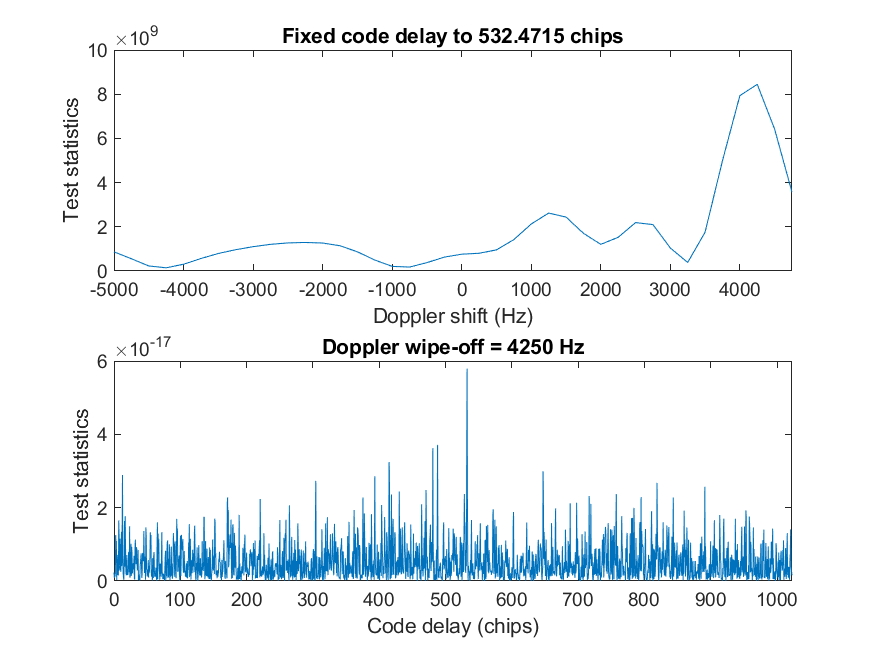 ×10^9
Fixed code delay to 532.4715 chips
10
8
6
4
2
0
Test statistics
-5000 -4000 -3000 -2000 -1000 0 1000 2000 3000 4000
Doppler shift (Hz)
×10^-17
Doppler wipe-off = 4250 Hz
6
4
2
0
Test statistics
0 100 200 300 400 500 600 700 800 900 1000
Code delay (chips)